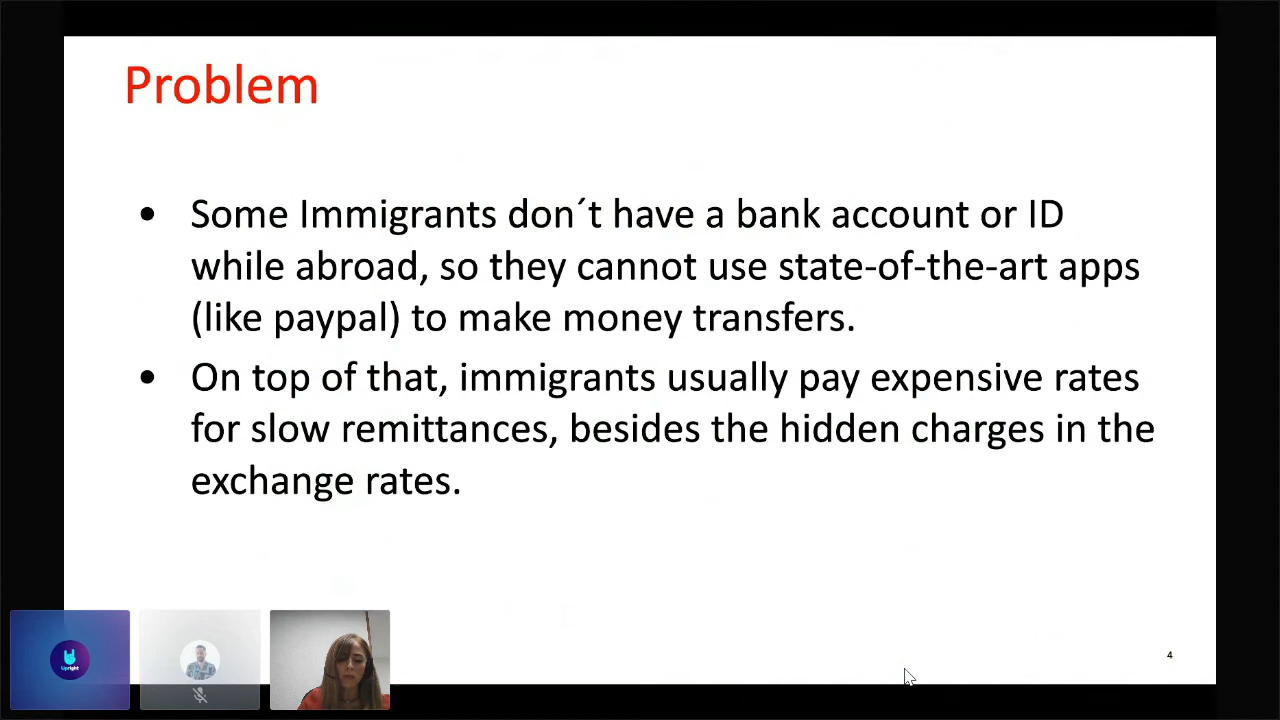 Problem
• Some Immigrants don´t have a bank account or ID
while abroad, so they cannot use state-of-the-art apps
(like paypal) to make money transfers.
• On top of that, immigrants usually pay expensive rates
for slow remittances, besides the hidden charges in the
exchange rates.
Upright
4